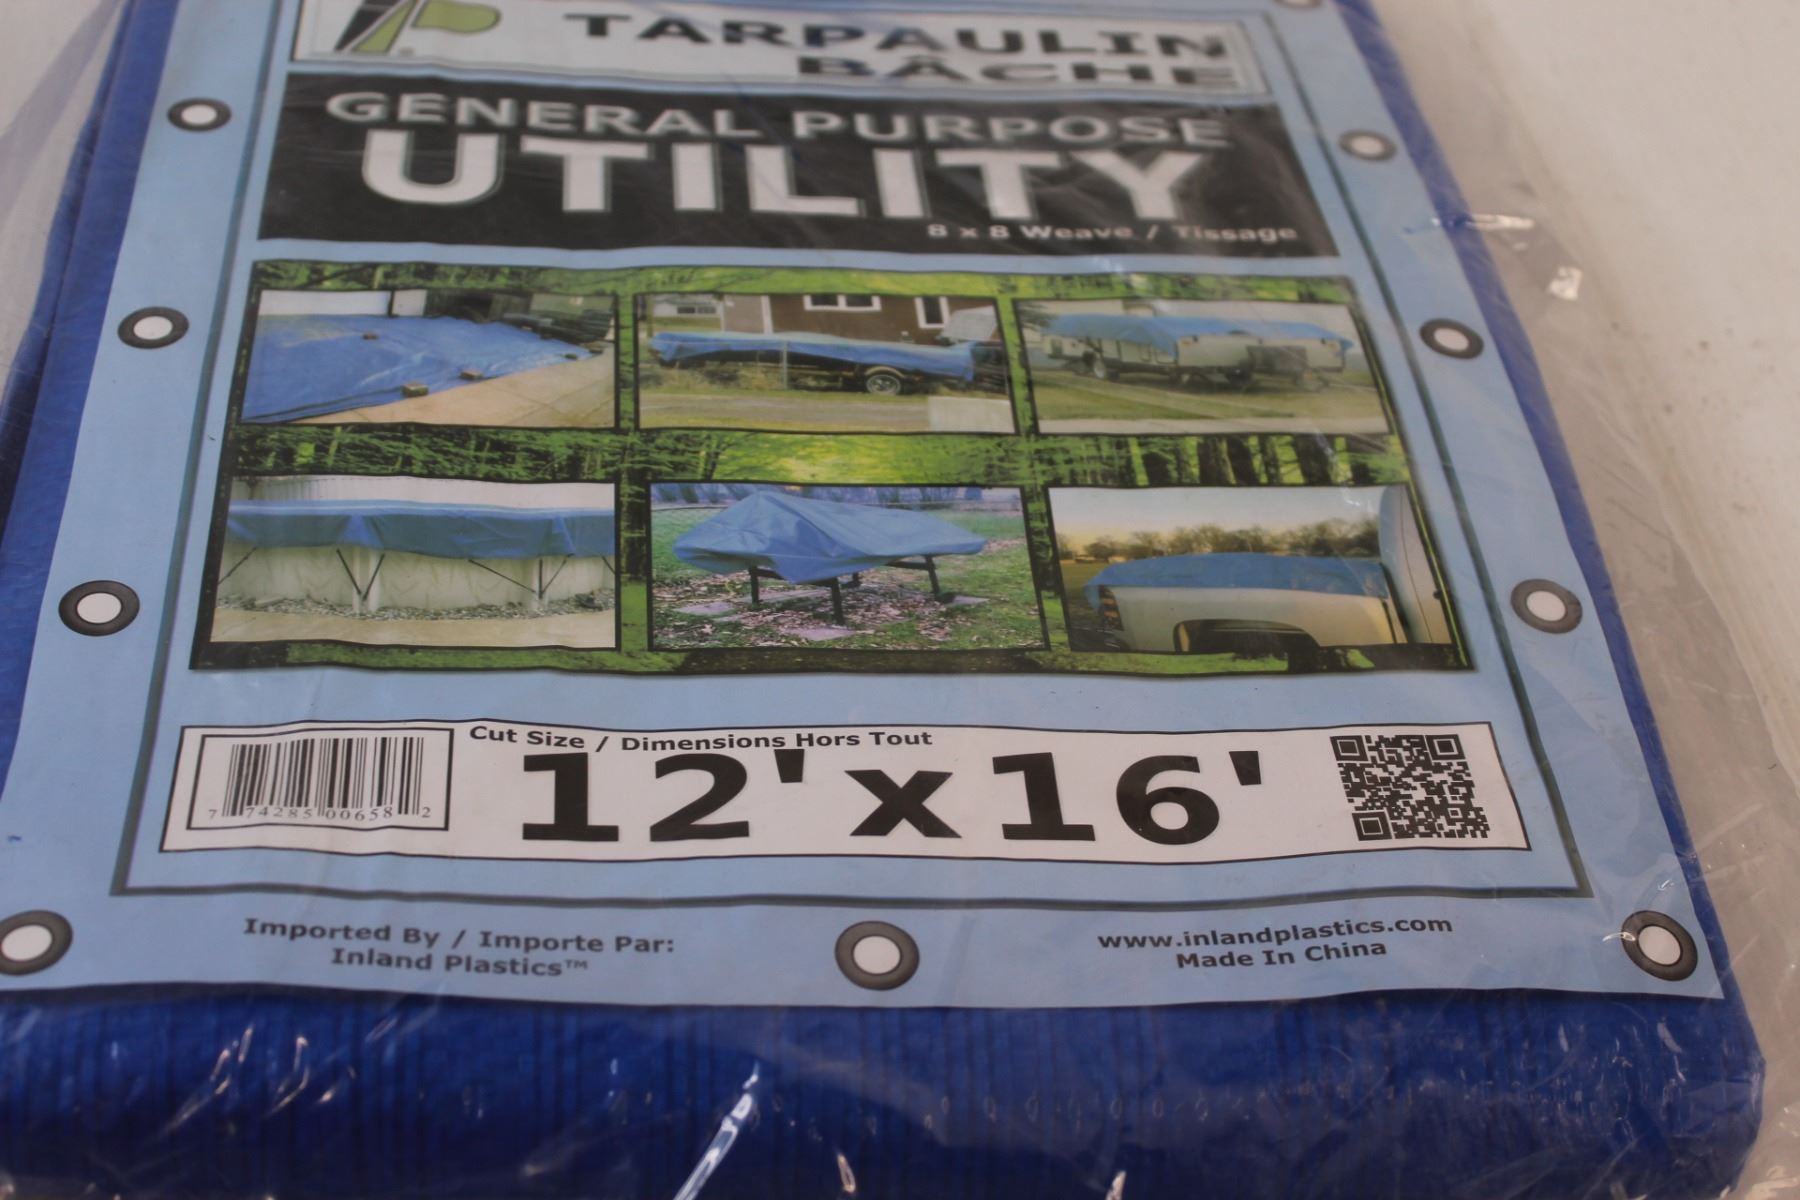 TARPAULIN
BÂCHE
GENERAL PURPOSE
UTILITY
8 x 8 Weave / Tissage
Cut Size / Dimensions Hors Tout
12' x 16'
7 74285 00658 2
Imported By / Importe Par:
Inland Plastics™
www.inlandplastics.com
Made In China